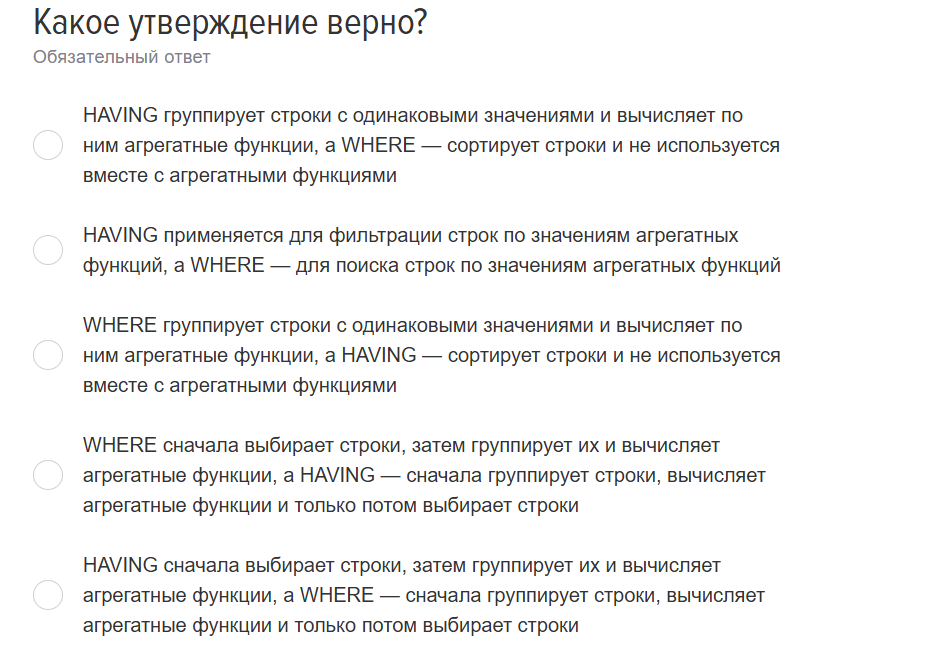 Какое утверждение верно?
Обязательный ответ
HAVING группирует строки с одинаковыми значениями и вычисляет по
ним агрегатные функции, а WHERE — сортирует строки и не используется
вместе с агрегатными функциями
HAVING применяется для фильтрации строк по значениям агрегатных
функций, а WHERE — для поиска строк по значениям агрегатных функций
WHERE группирует строки с одинаковыми значениями и вычисляет по
ним агрегатные функции, а HAVING — сортирует строки и не используется
вместе с агрегатными функциями
WHERE сначала выбирает строки, затем группирует их и вычисляет
агрегатные функции, а HAVING — сначала группирует строки, вычисляет
агрегатные функции и только потом выбирает строки
HAVING сначала выбирает строки, затем группирует их и вычисляет
агрегатные функции, а WHERE — сначала группирует строки, вычисляет
агрегатные функции и только потом выбирает строки